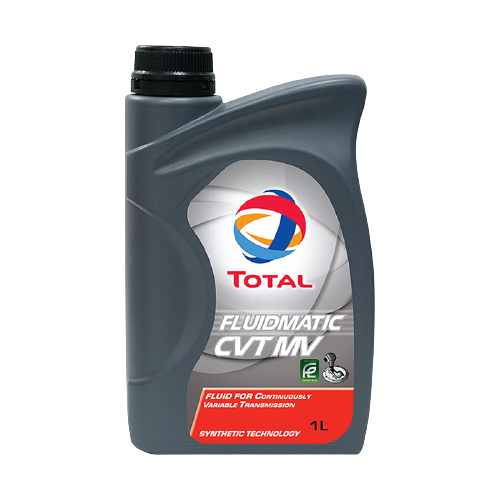 TOTAL
FLUIDMATIC
CVT MV
FLUID FOR CONTINUOUSLY
VARIABLE TRANSMISSION
1L
SYNTHETIC TECHNOLOGY